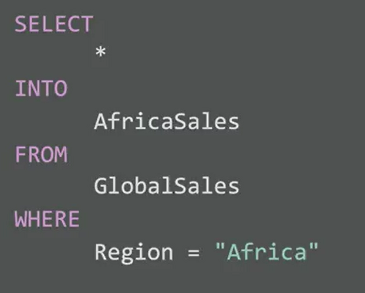 SELECT
*
INTO
AfricaSales
FROM
GlobalSales
WHERE
Region = "Africa"